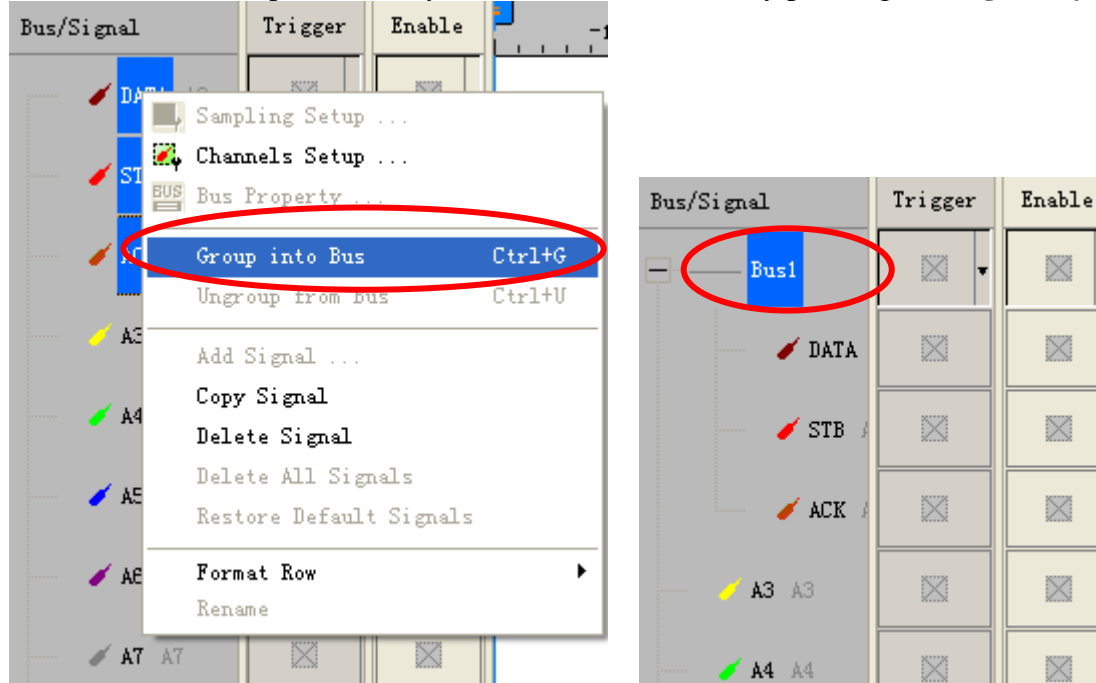 Bus/Signal Trigger Enable
Sampling Setup ...
Channels Setup ...
BUS Bus Property ...
Group into Bus Ctrl+G
Ungroup from Bus Ctrl+U
A3
Add Signal ...
Copy Signal
A4
Delete Signal
Delete All Signals
A5
Restore Default Signals
A6
Format Row
Rename
A7 A7
Bus/Signal Trigger Enable
Bus1
DATA
STB
ACK
A3 A3
A4 A4